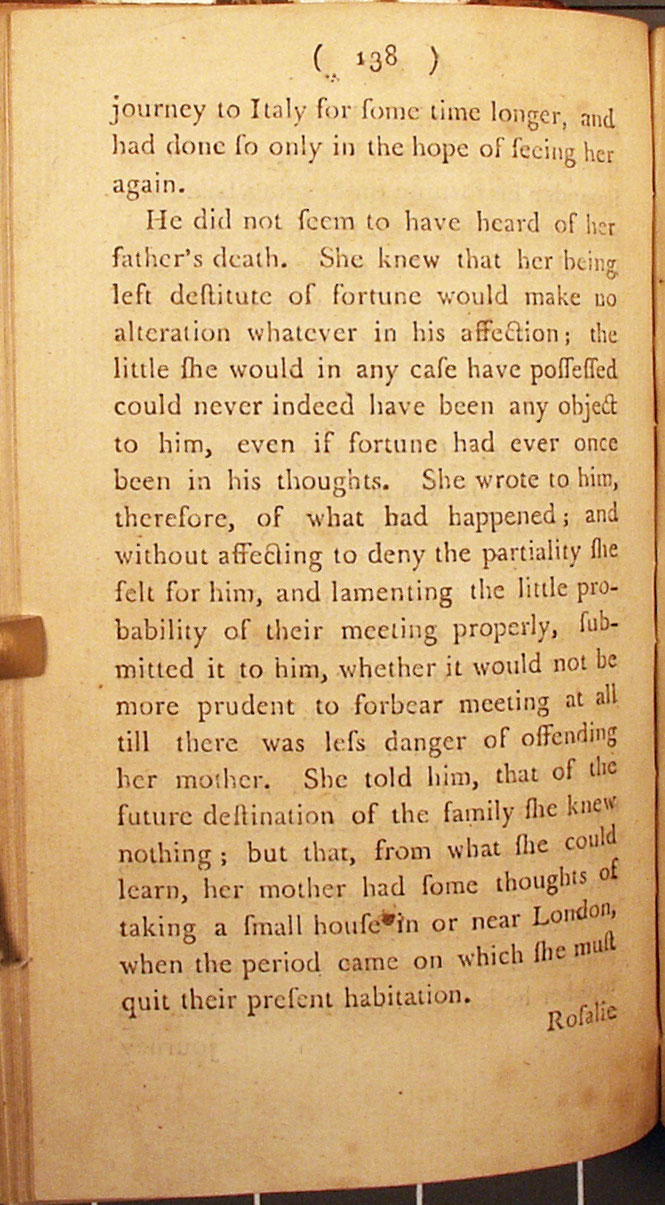 ( 138 )
journey to Italy for ſome time longer, and
had done ſo only in the hope of ſeeing her
again.
He did not ſeem to have heard of her
father's death. She knew that her being
left deſtitute of fortune would make no
alteration whatever in his affection; the
little ſhe would in any caſe have poſſeſſed
could never indeed have been any object
to him, even if fortune had ever once
been in his thoughts. She wrote to him,
therefore, of what had happened; and
without affecting to deny the partiality ſhe
felt for him, and lamenting the little pro-
bability of their meeting properly, ſub-
mitted it to him, whether it would not be
more prudent to forbear meeting at all
till there was leſs danger of offending
her mother. She told him, that of the
future deſtination of the family ſhe knew
nothing; but that, from what ſhe could
learn, her mother had ſome thoughts of
taking a ſmall houſe in or near London,
when the period came on which ſhe muſt
quit their preſent habitation.
Roſalie